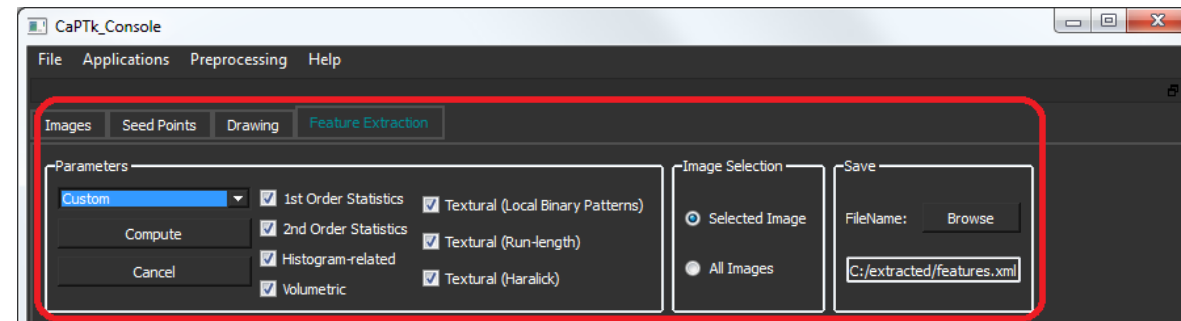 CaPTk_Console
File Applications Preprocessing Help
Images Seed Points Drawing Feature Extraction
Parameters
Custom
Compute
Cancel
1st Order Statistics
2nd Order Statistics
Histogram-related
Volumetric
Textural (Local Binary Patterns)
Textural (Run-length)
Textural (Haralick)
Image Selection
Selected Image
All Images
Save
FileName: Browse
C:/extracted/features.xml